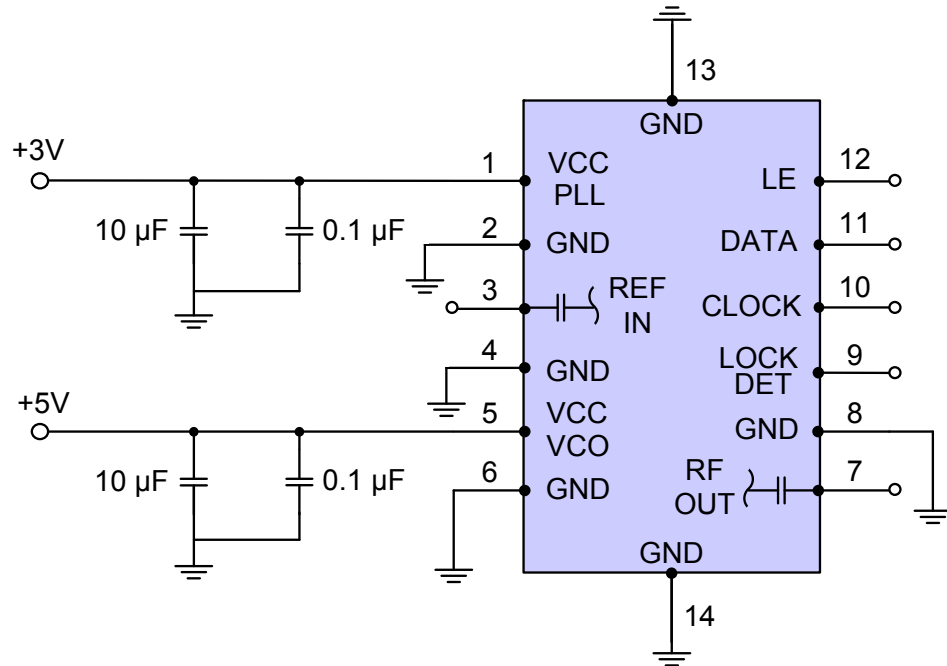 13
GND
+3V
1
VCC
PLL
12
LE
10 µF
0.1 µF
2
GND
DATA
11
3
REF
IN
CLOCK
10
4
GND
LOCK
DET
9
+5V
5
VCC
VCO
GND
8
10 µF
0.1 µF
6
GND
RF
OUT
7
GND
14